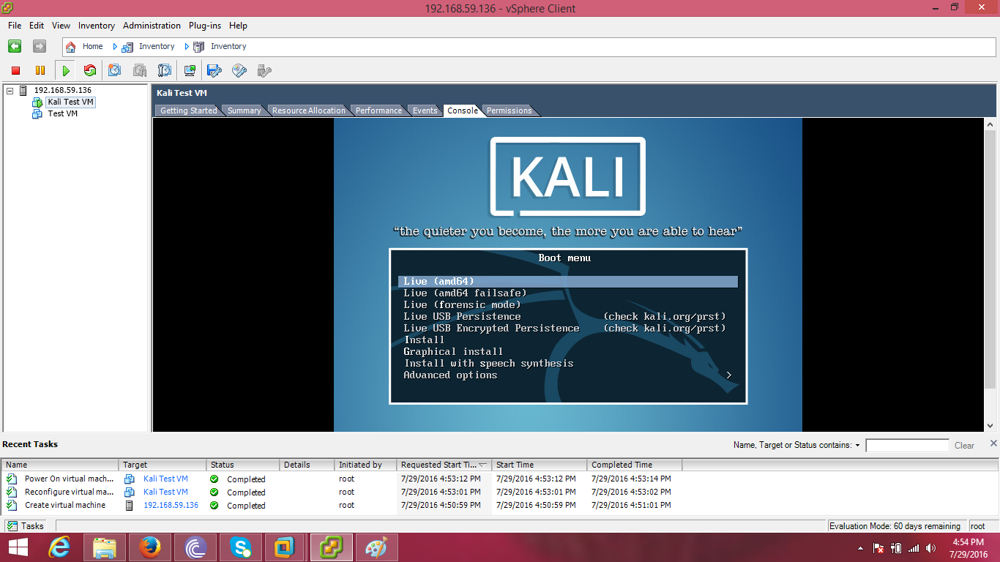 192.168.59.136 - vSphere Client
File Edit View Inventory Administration Plug-ins Help
Home Inventory Inventory
192.168.59.136
Kali Test VM
Test VM
Kali Test VM
Getting Started Summary Resource Allocation Performance Events Console Permissions
KALI
“the quieter you become, the more you are able to hear”
Boot menu
Live (amd64)
Live (amd64 failsafe)
Live (forensic mode)
Live USB Persistence (check kali.org/prst)
Live USB Encrypted Persistence (check kali.org/prst)
Install
Graphical install
Install with speech synthesis
Advanced options >
Recent Tasks
Name, Target or Status contains: Clear
Name Target Status Details Initiated by Requested Start Ti... Start Time Completed Time
Power On virtual mach... Kali Test VM Completed root 7/29/2016 4:53:12 PM 7/29/2016 4:53:12 PM 7/29/2016 4:53:14 PM
Reconfigure virtual ma... Kali Test VM Completed root 7/29/2016 4:53:01 PM 7/29/2016 4:53:01 PM 7/29/2016 4:53:02 PM
Create virtual machine 192.168.59.136 Completed root 7/29/2016 4:50:59 PM 7/29/2016 4:50:59 PM 7/29/2016 4:51:01 PM
Tasks Evaluation Mode: 60 days remaining root
4:54 PM
7/29/2016